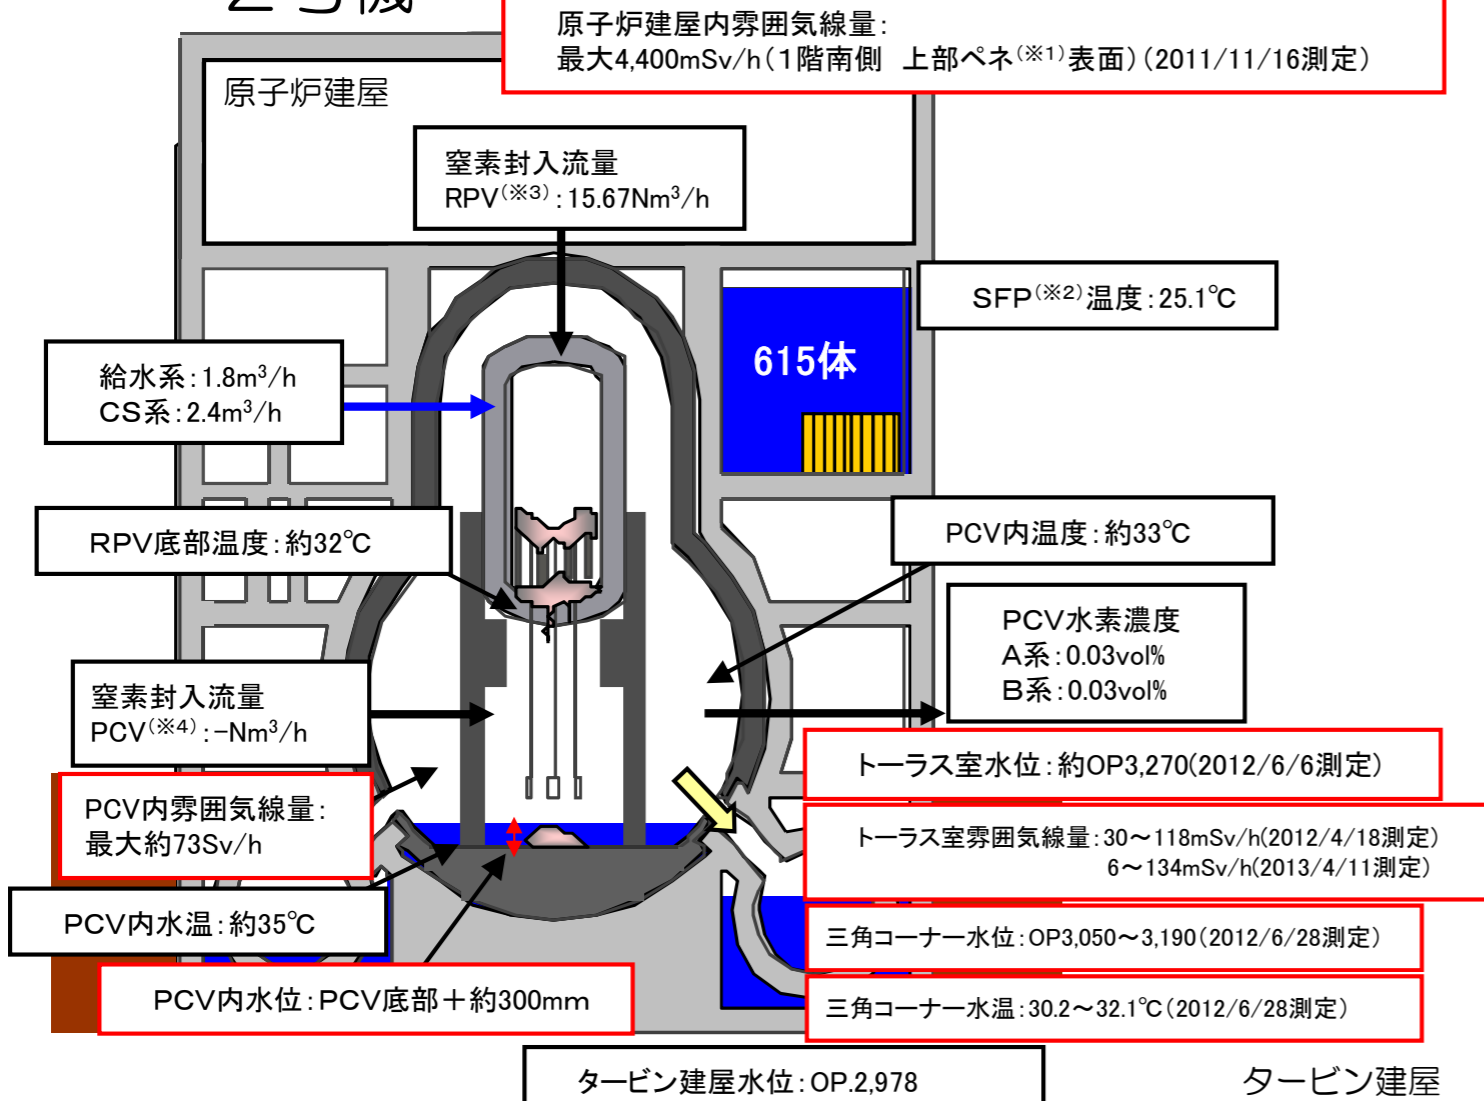 2号機
原子炉建屋内雰囲気線量:
最大4,400mSv/h(1階南側 上部ペネ(※1)表面)(2011/11/16測定)
原子炉建屋
窒素封入流量
RPV(※3):15.67Nm³/h
SFP(※2)温度:25.1℃
615体
給水系:1.8m³/h
CS系:2.4m³/h
RPV底部温度:約32℃
PCV内温度:約33℃
PCV水素濃度
A系:0.03vol%
B系:0.03vol%
窒素封入流量
PCV(※4):-Nm³/h
トーラス室水位:約OP3,270(2012/6/6測定)
PCV内雰囲気線量:
最大約73Sv/h
トーラス室雰囲気線量:30~118mSv/h(2012/4/18測定)
6~134mSv/h(2013/4/11測定)
PCV内水温:約35℃
三角コーナー水位:OP3,050~3,190(2012/6/28測定)
PCV内水位:PCV底部+約300mm
三角コーナー水温:30.2~32.1℃(2012/6/28測定)
タービン建屋水位:OP.2,978
タービン建屋